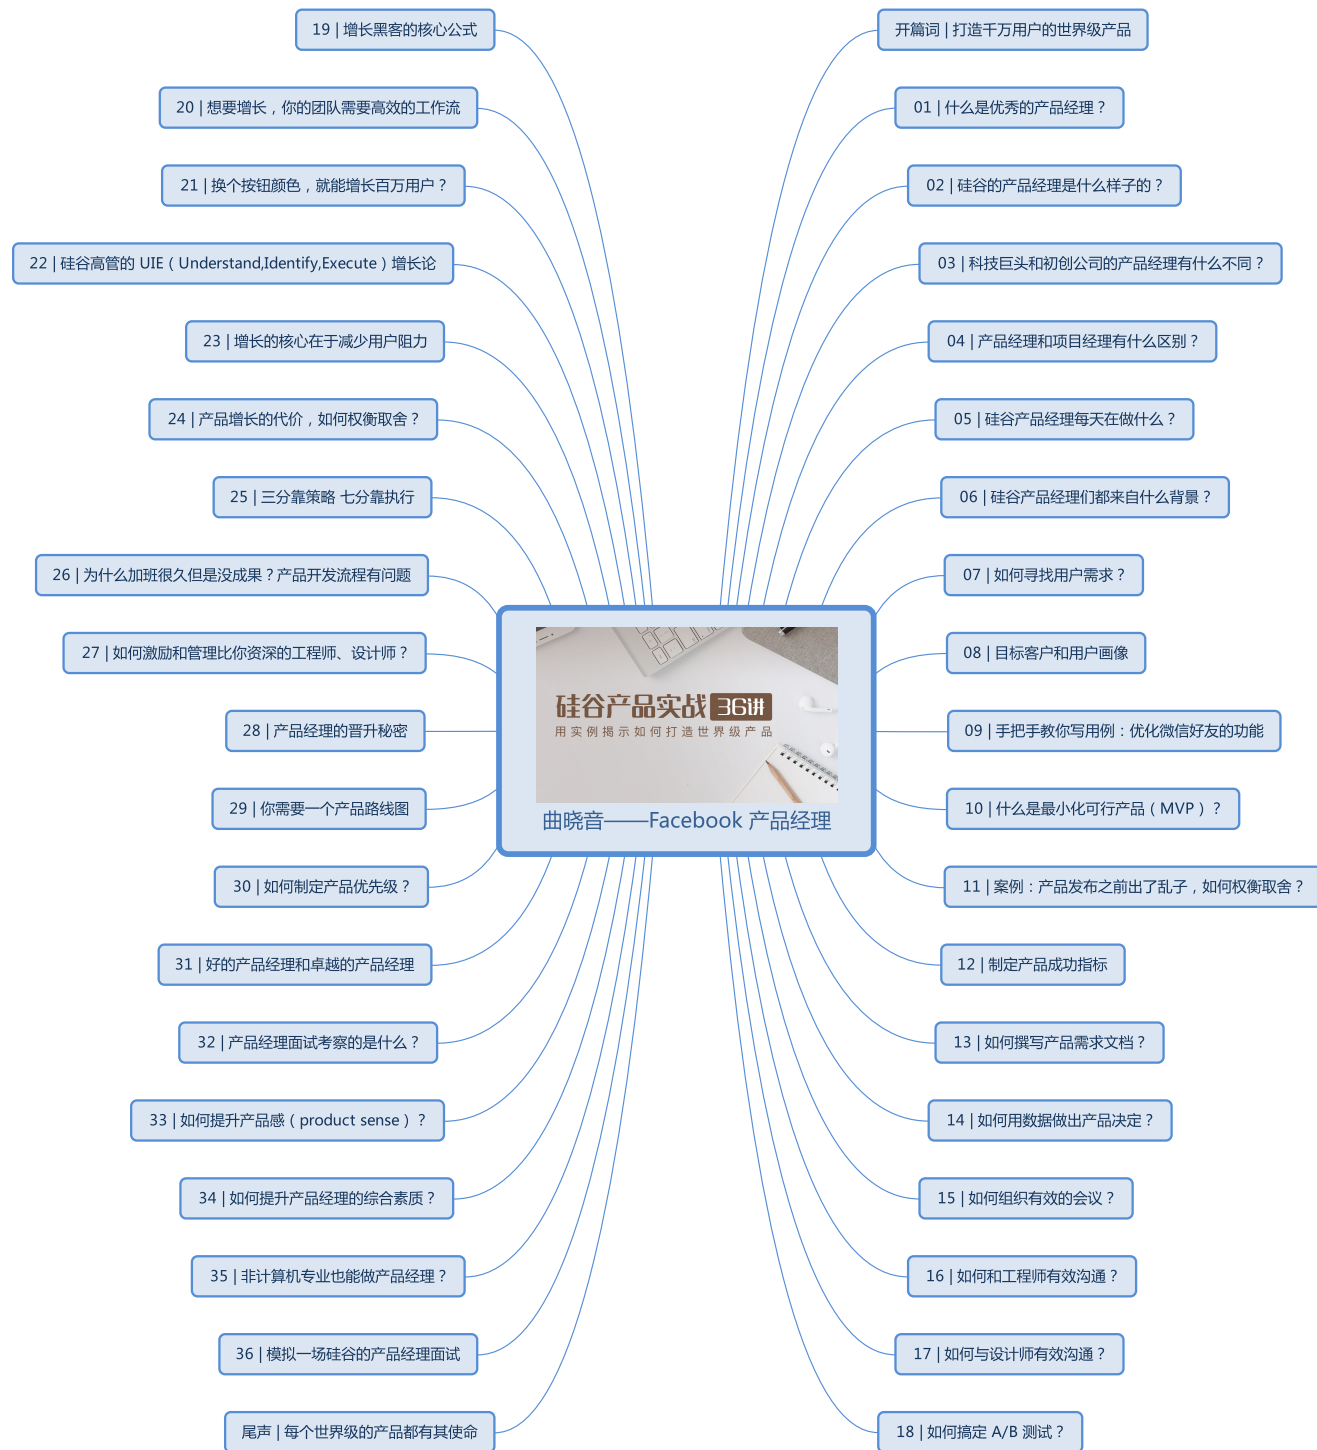 开篇词 | 打造千万用户的世界级产品
01 | 什么是优秀的产品经理？
02 | 硅谷的产品经理是什么样子的？
03 | 科技巨头和初创公司的产品经理有什么不同？
04 | 产品经理和项目经理有什么区别？
05 | 硅谷产品经理每天在做什么？
06 | 硅谷产品经理们都来自什么背景？
07 | 如何寻找用户需求？
08 | 目标客户和用户画像
09 | 手把手教你写用例：优化微信好友的功能
10 | 什么是最小化可行产品（MVP）？
11 | 案例：产品发布之前出了乱子，如何权衡取舍？
12 | 制定产品成功指标
13 | 如何撰写产品需求文档？
14 | 如何用数据做出产品决定？
15 | 如何组织有效的会议？
16 | 如何和工程师有效沟通？
17 | 如何与设计师有效沟通？
18 | 如何搞定 A/B 测试？
硅谷产品实战 36讲
用实例揭示如何打造世界级产品
曲晓音——Facebook 产品经理
19 | 增长黑客的核心公式
20 | 想要增长，你的团队需要高效的工作流
21 | 换个按钮颜色，就能增长百万用户？
22 | 硅谷高管的 UIE（Understand,Identify,Execute）增长论
23 | 增长的核心在于减少用户阻力
24 | 产品增长的代价，如何权衡取舍？
25 | 三分靠策略 七分靠执行
26 | 为什么加班很久但是没成果？产品开发流程有问题
27 | 如何激励和管理比你资深的工程师、设计师？
28 | 产品经理的晋升秘密
29 | 你需要一个产品路线图
30 | 如何制定产品优先级？
31 | 好的产品经理和卓越的产品经理
32 | 产品经理面试考察的是什么？
33 | 如何提升产品感（product sense）？
34 | 如何提升产品经理的综合素质？
35 | 非计算机专业也能做产品经理？
36 | 模拟一场硅谷的产品经理面试
尾声 | 每个世界级的产品都有其使命